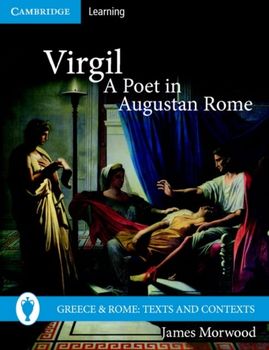 CAMBRIDGE Learning
Virgil
A Poet in
Augustan Rome
GREECE & ROME: TEXTS AND CONTEXTS
James Morwood